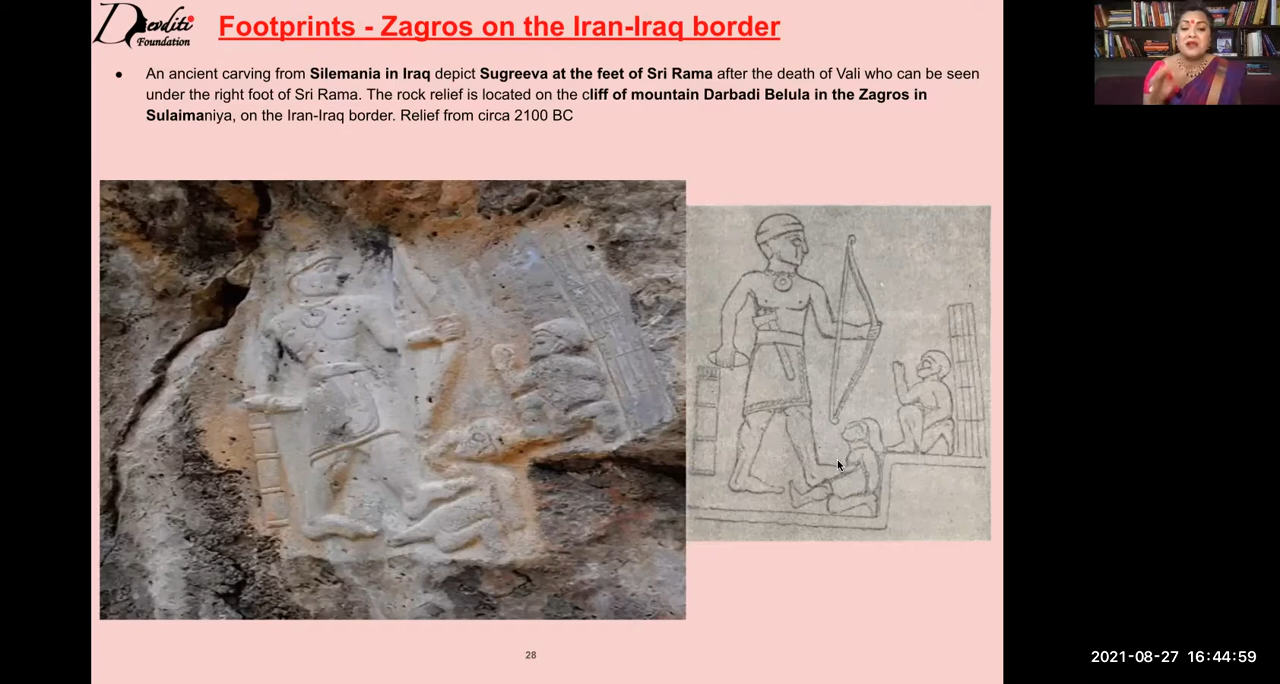 Devditi
Foundation
Footprints - Zagros on the Iran-Iraq border
● An ancient carving from Silemania in Iraq depict Sugreeva at the feet of Sri Rama after the death of Vali who can be seen
under the right foot of Sri Rama. The rock relief is located on the cliff of mountain Darbadi Belula in the Zagros in
Sulaimaniya, on the Iran-Iraq border. Relief from circa 2100 BC
28
2021-08-27 16:44:59